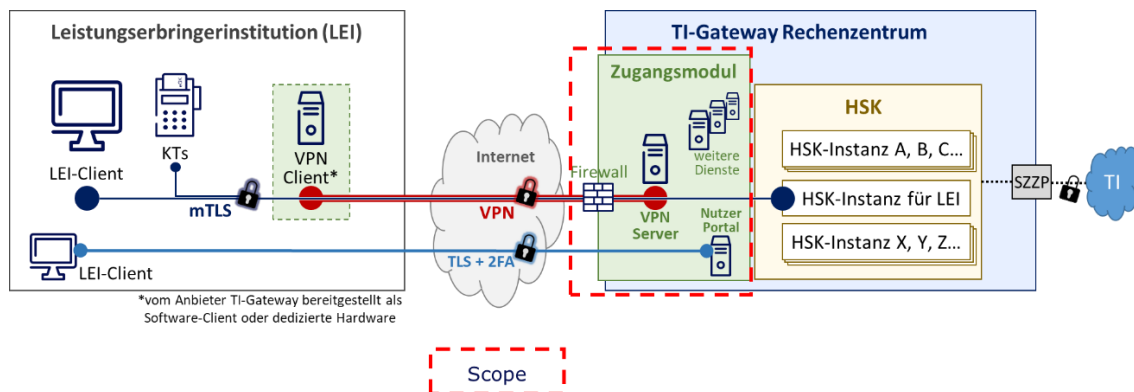 Leistungserbringerinstitution (LEI)
TI-Gateway Rechenzentrum
Zugangsmodul
HSK
KTs
LEI-Client
VPN
Client*
mTLS
Internet
VPN
Firewall
weitere
Dienste
VPN
Server
Nutzer
Portal
HSK-Instanz A, B, C...
HSK-Instanz für LEI
HSK-Instanz X, Y, Z...
SZZP
TI
LEI-Client
TLS + 2FA
*vom Anbieter TI-Gateway bereitgestellt als
Software-Client oder dedizierte Hardware
Scope